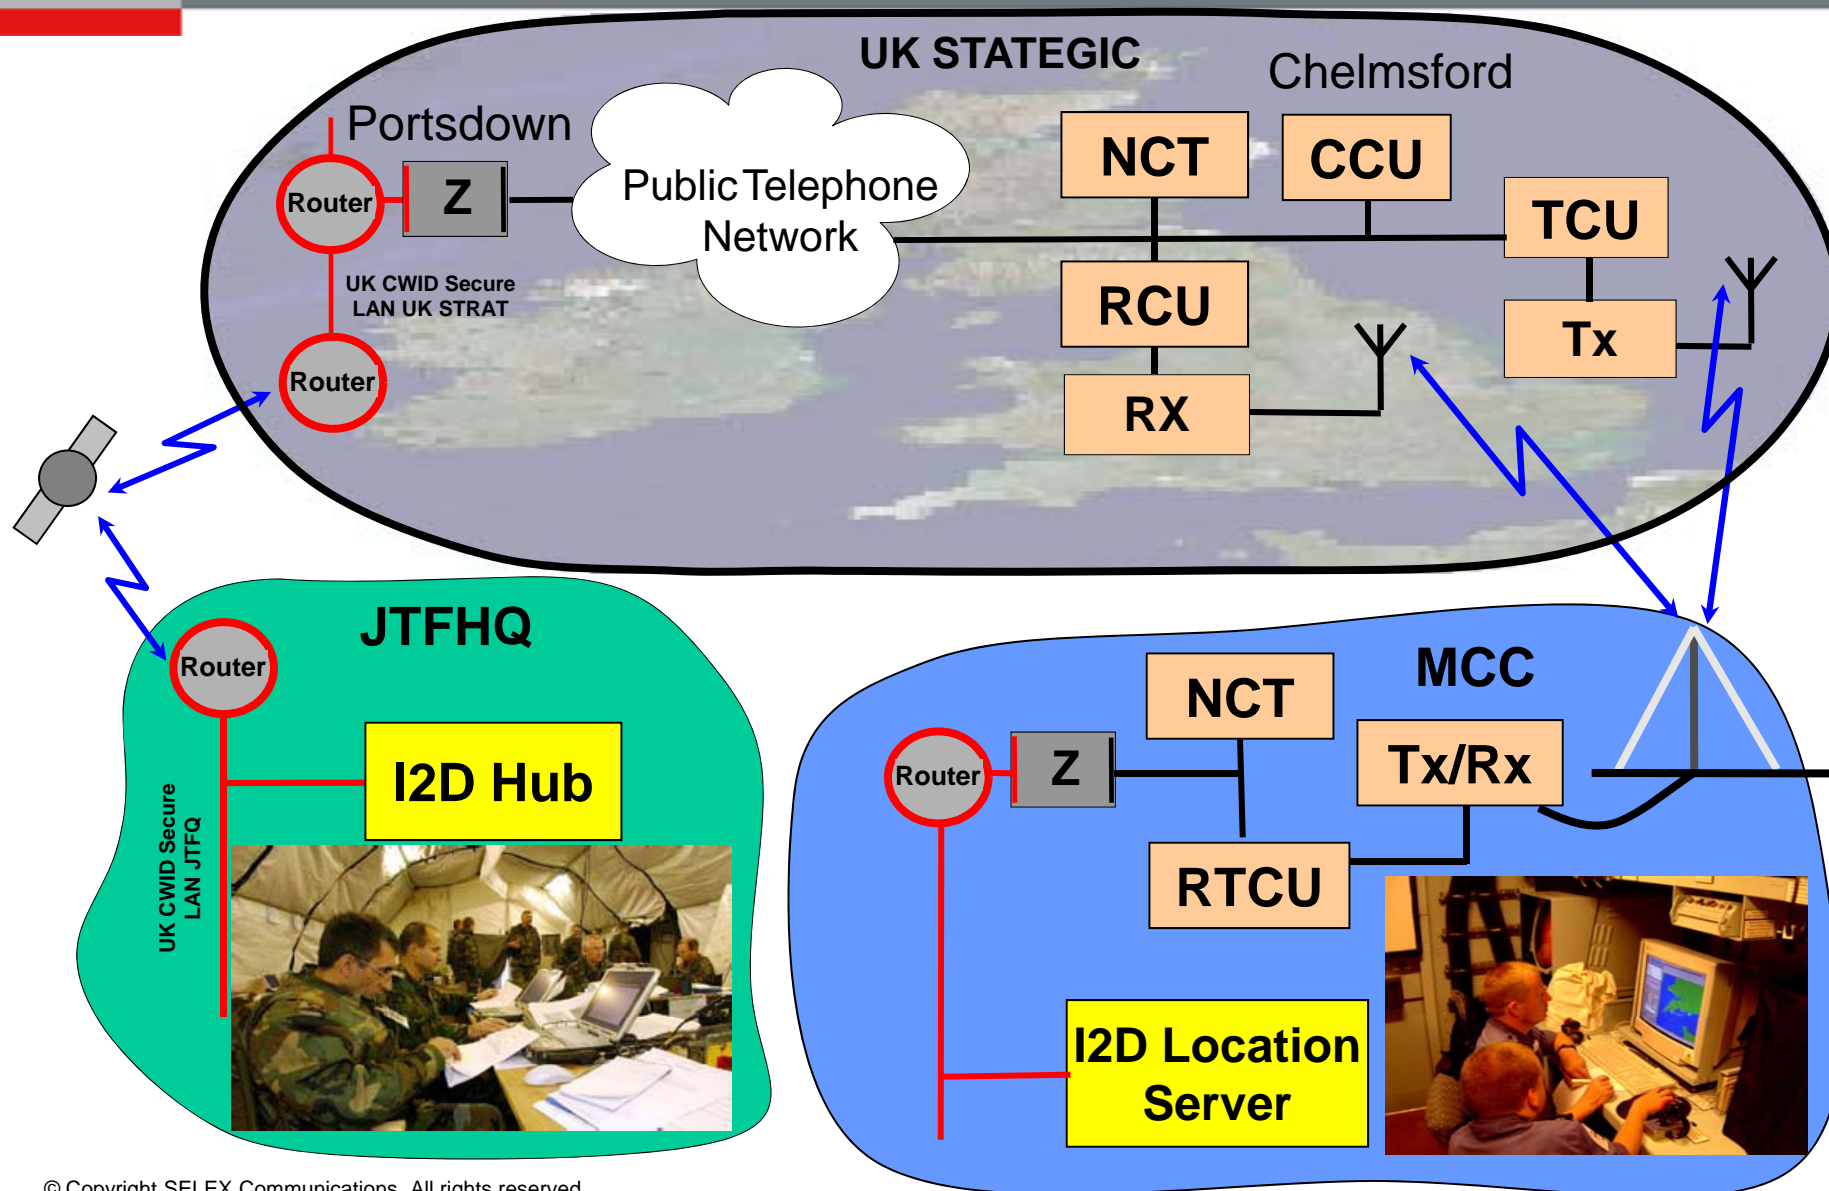 UK STATEGIC
Chelmsford
Portsdown
NCT
CCU
Router
Z
Public Telephone
Network
TCU
UK CWID Secure
LAN UK STRAT
RCU
Tx
Router
RX
JTFHQ
Router
I2D Hub
UK CWID Secure
LAN JTFQ
MCC
NCT
Router
Z
Tx/Rx
RTCU
I2D Location
Server
© Copyright SELEX Communications. All rights reserved